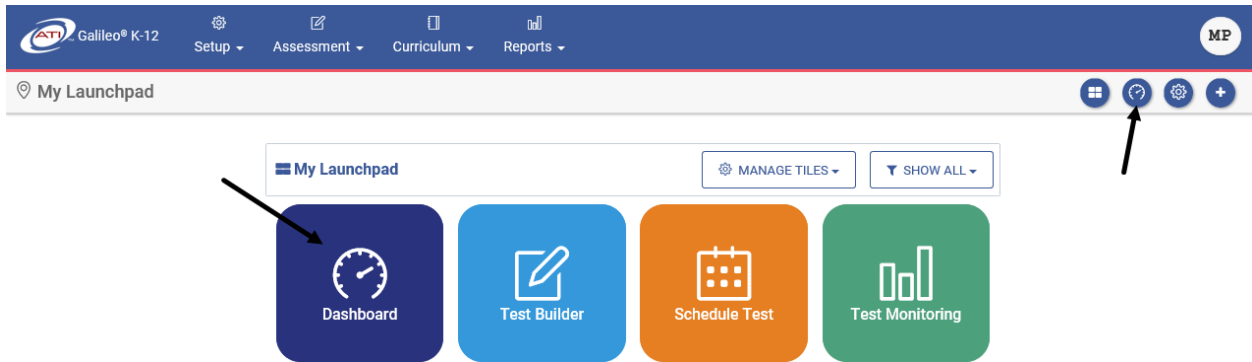 ATI Galileo® K-12
Setup
Assessment
Curriculum
Reports
MP
My Launchpad
My Launchpad
MANAGE TILES
SHOW ALL
Dashboard
Test Builder
Schedule Test
Test Monitoring